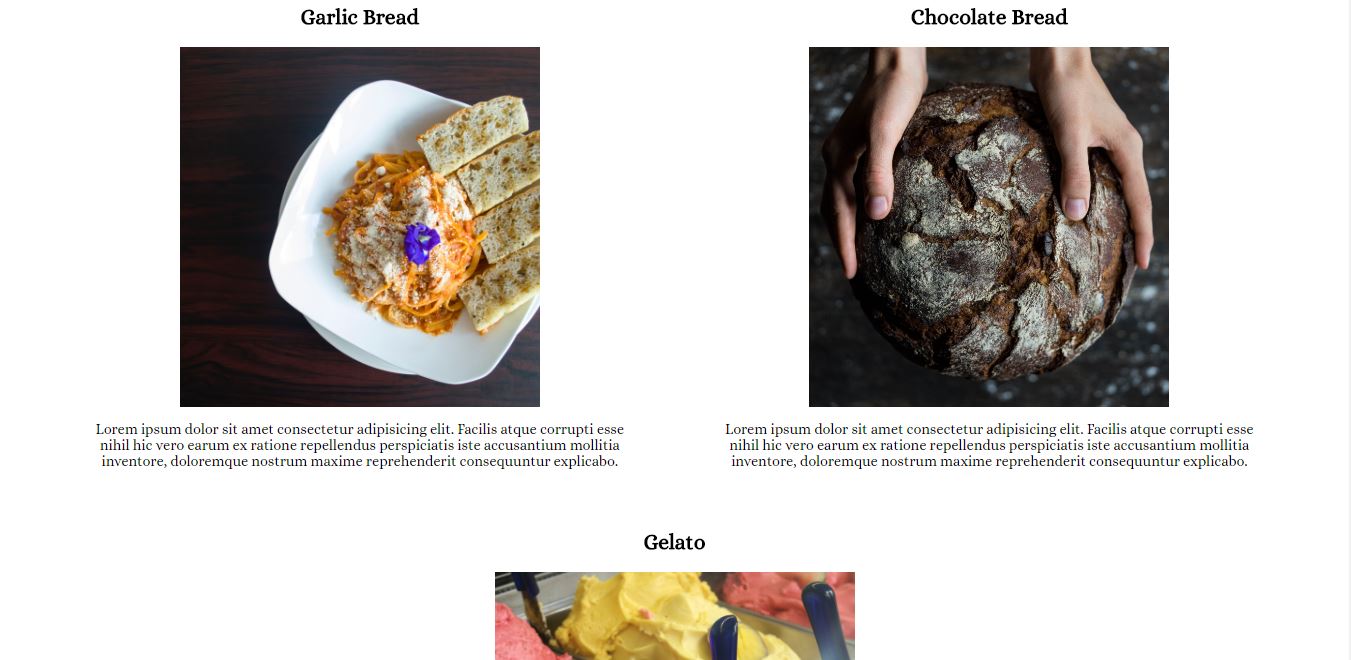 Garlic Bread
Chocolate Bread
Lorem ipsum dolor sit amet consectetur adipisicing elit. Facilis atque corrupti esse
nihil hic vero earum ex ratione repellendus perspiciatis iste accusantium mollitia
inventore, doloremque nostrum maxime reprehenderit consequuntur explicabo.
Lorem ipsum dolor sit amet consectetur adipisicing elit. Facilis atque corrupti esse
nihil hic vero earum ex ratione repellendus perspiciatis iste accusantium mollitia
inventore, doloremque nostrum maxime reprehenderit consequuntur explicabo.
Gelato